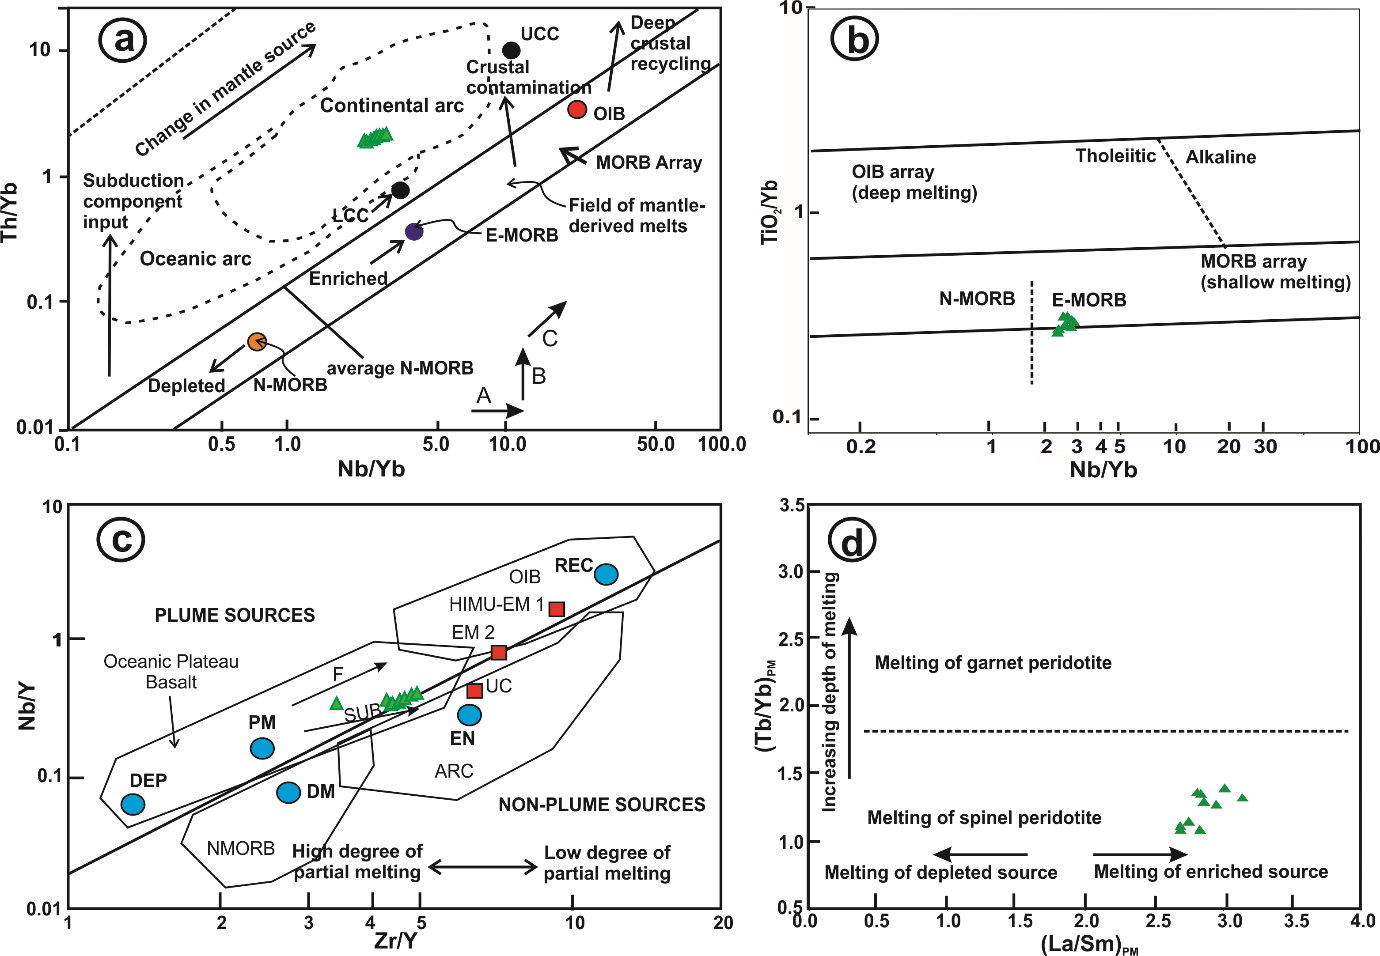 a
Change in mantle source
UCC
Deep
crustal
recycling
Crustal
contamination
Continental arc
OIB
MORB Array
Subduction
component
input
LCC
Field of mantle-
derived melts
E-MORB
Oceanic arc
Enriched
Depleted
N-MORB
average N-MORB
A
B
C
10
1
0.1
0.01
Th/Yb
0.1
0.5
1.0
5.0
10.0
50.0
100.0
Nb/Yb
b
10
1
0.1
TiO₂/Yb
OIB array
(deep melting)
Tholeiitic
Alkaline
MORB array
(shallow melting)
N-MORB
E-MORB
0.2
1
2
3
4
5
10
20
30
100
Nb/Yb
c
10
1
0.1
0.01
Nb/Y
PLUME SOURCES
Oceanic Plateau
Basalt
OIB
REC
HIMU-EM 1
EM 2
UC
F
SUB
PM
EN
DEP
DM
ARC
NMORB
NON-PLUME SOURCES
High degree of
partial melting
Low degree of
partial melting
1
2
3
4
5
10
20
Zr/Y
d
3.5
3.0
2.5
2.0
1.5
1.0
0.5
(Tb/Yb)PM
Increasing depth of melting
Melting of garnet peridotite
Melting of spinel peridotite
Melting of depleted source
Melting of enriched source
0.0
0.5
1.0
1.5
2.0
2.5
3.0
3.5
4.0
(La/Sm)PM